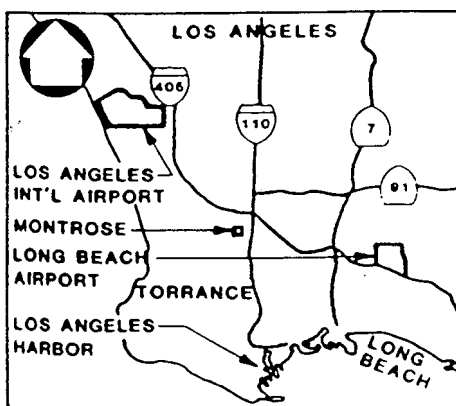 LOS ANGELES
405
110
7
LOS ANGELES
INT'L AIRPORT
91
MONTROSE
LONG BEACH
AIRPORT
TORRANCE
LOS ANGELES
HARBOR
LONG
BEACH